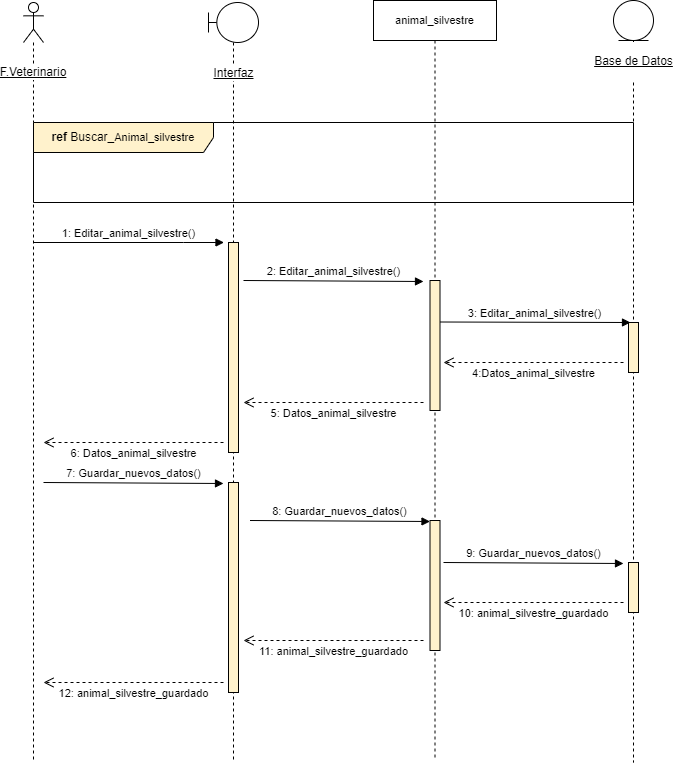 animal_silvestre
F.Veterinario
Interfaz
Base de Datos
ref Buscar_Animal_silvestre
1: Editar_animal_silvestre()
2: Editar_animal_silvestre()
3: Editar_animal_silvestre()
4:Datos_animal_silvestre
5: Datos_animal_silvestre
6: Datos_animal_silvestre
7: Guardar_nuevos_datos()
8: Guardar_nuevos_datos()
9: Guardar_nuevos_datos()
10: animal_silvestre_guardado
11: animal_silvestre_guardado
12: animal_silvestre_guardado